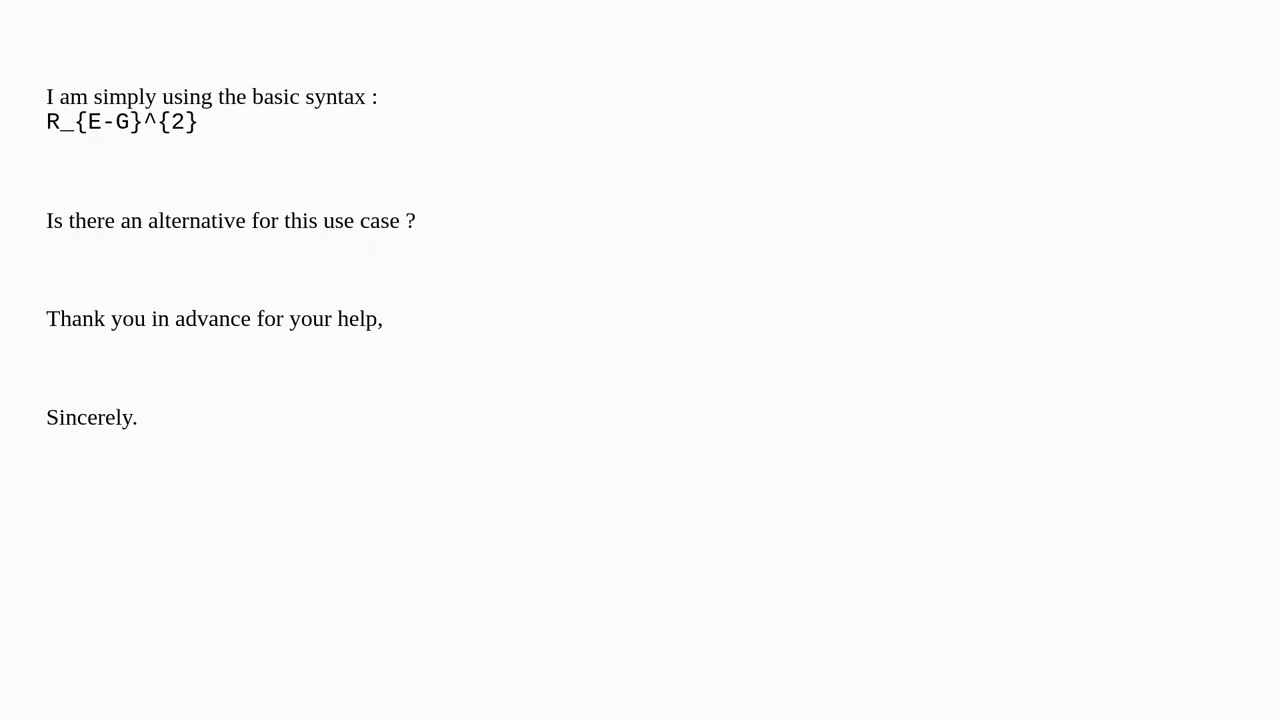 I am simply using the basic syntax :
R_{E-G}^{2}
Is there an alternative for this use case ?
Thank you in advance for your help,
Sincerely.